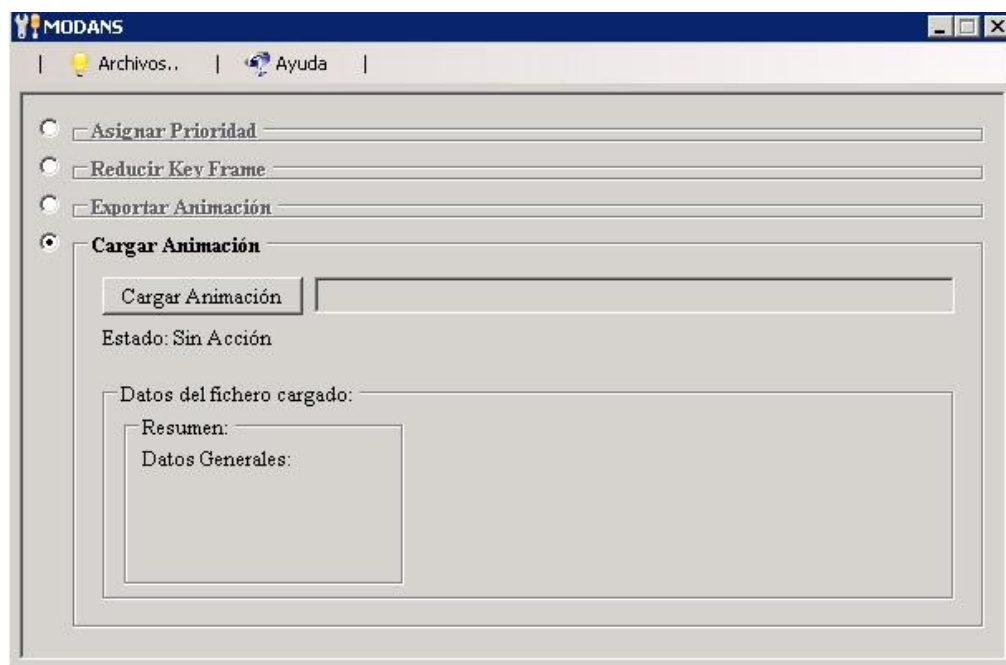 MODANS
| Archivos.. | Ayuda |
Asignar Prioridad
Reducir Key Frame
Exportar Animación
Cargar Animación
Cargar Animación
Estado: Sin Acción
Datos del fichero cargado:
Resumen:
Datos Generales: